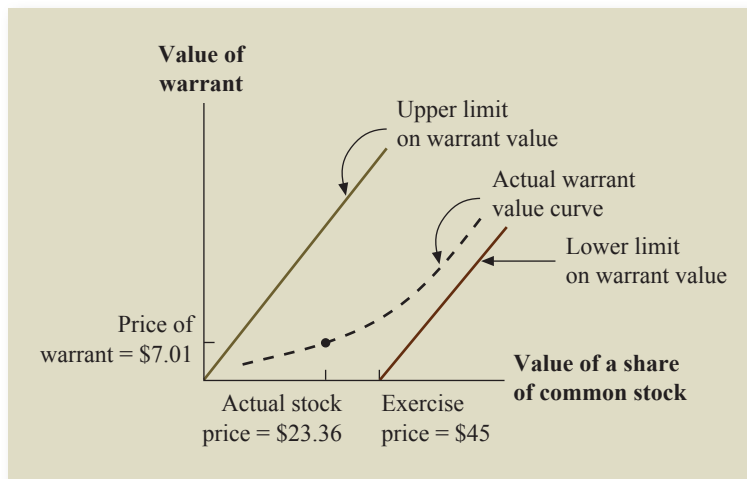 Value of
warrant
Upper limit
on warrant value
Actual warrant
value curve
Lower limit
on warrant value
Price of
warrant = $7.01
Value of a share
of common stock
Actual stock
price = $23.36
Exercise
price = $45